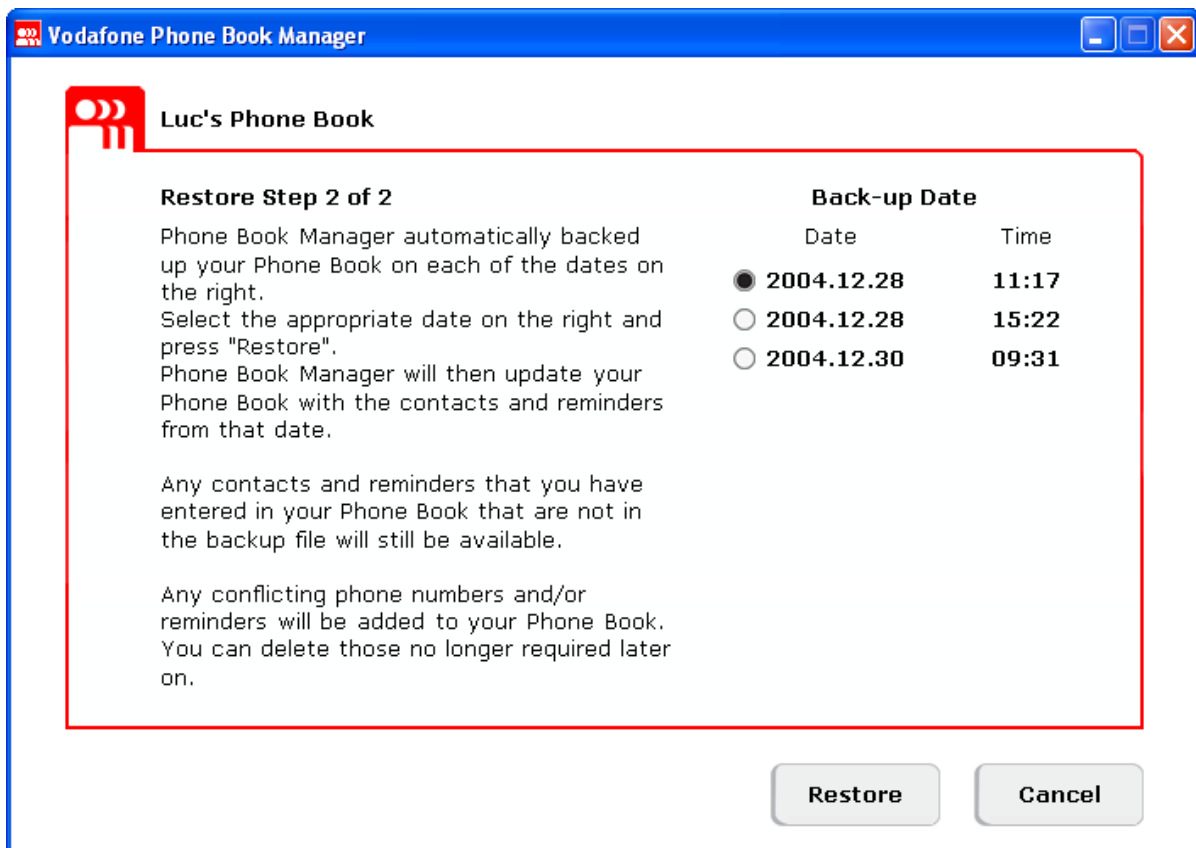 Vodafone Phone Book Manager
Luc's Phone Book
Restore Step 2 of 2
Phone Book Manager automatically backed
up your Phone Book on each of the dates on
the right.
Select the appropriate date on the right and
press "Restore".
Phone Book Manager will then update your
Phone Book with the contacts and reminders
from that date.
Any contacts and reminders that you have
entered in your Phone Book that are not in
the backup file will still be available.
Any conflicting phone numbers and/or
reminders will be added to your Phone Book.
You can delete those no longer required later
on.
Back-up Date
Date Time
2004.12.28 11:17
2004.12.28 15:22
2004.12.30 09:31
Restore Cancel